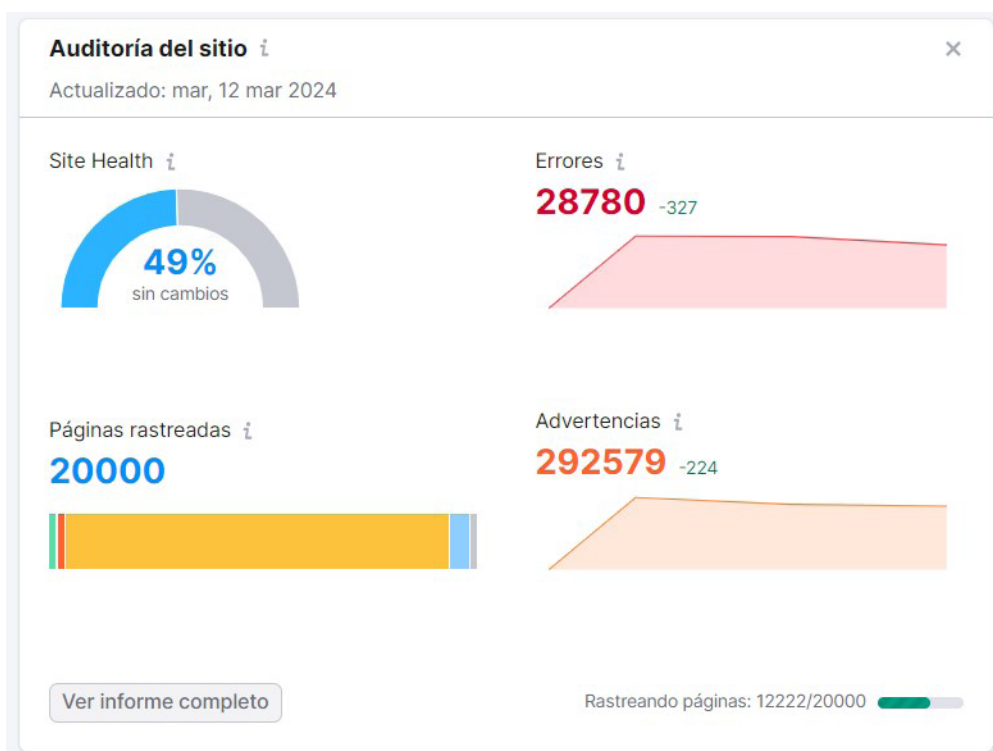 Auditoría del sitio i
Actualizado: mar, 12 mar 2024
Site Health i
49%
sin cambios
Errores i
28780 -327
Páginas rastreadas i
20000
Advertencias i
292579 -224
Ver informe completo
Rastreando páginas: 12222/20000